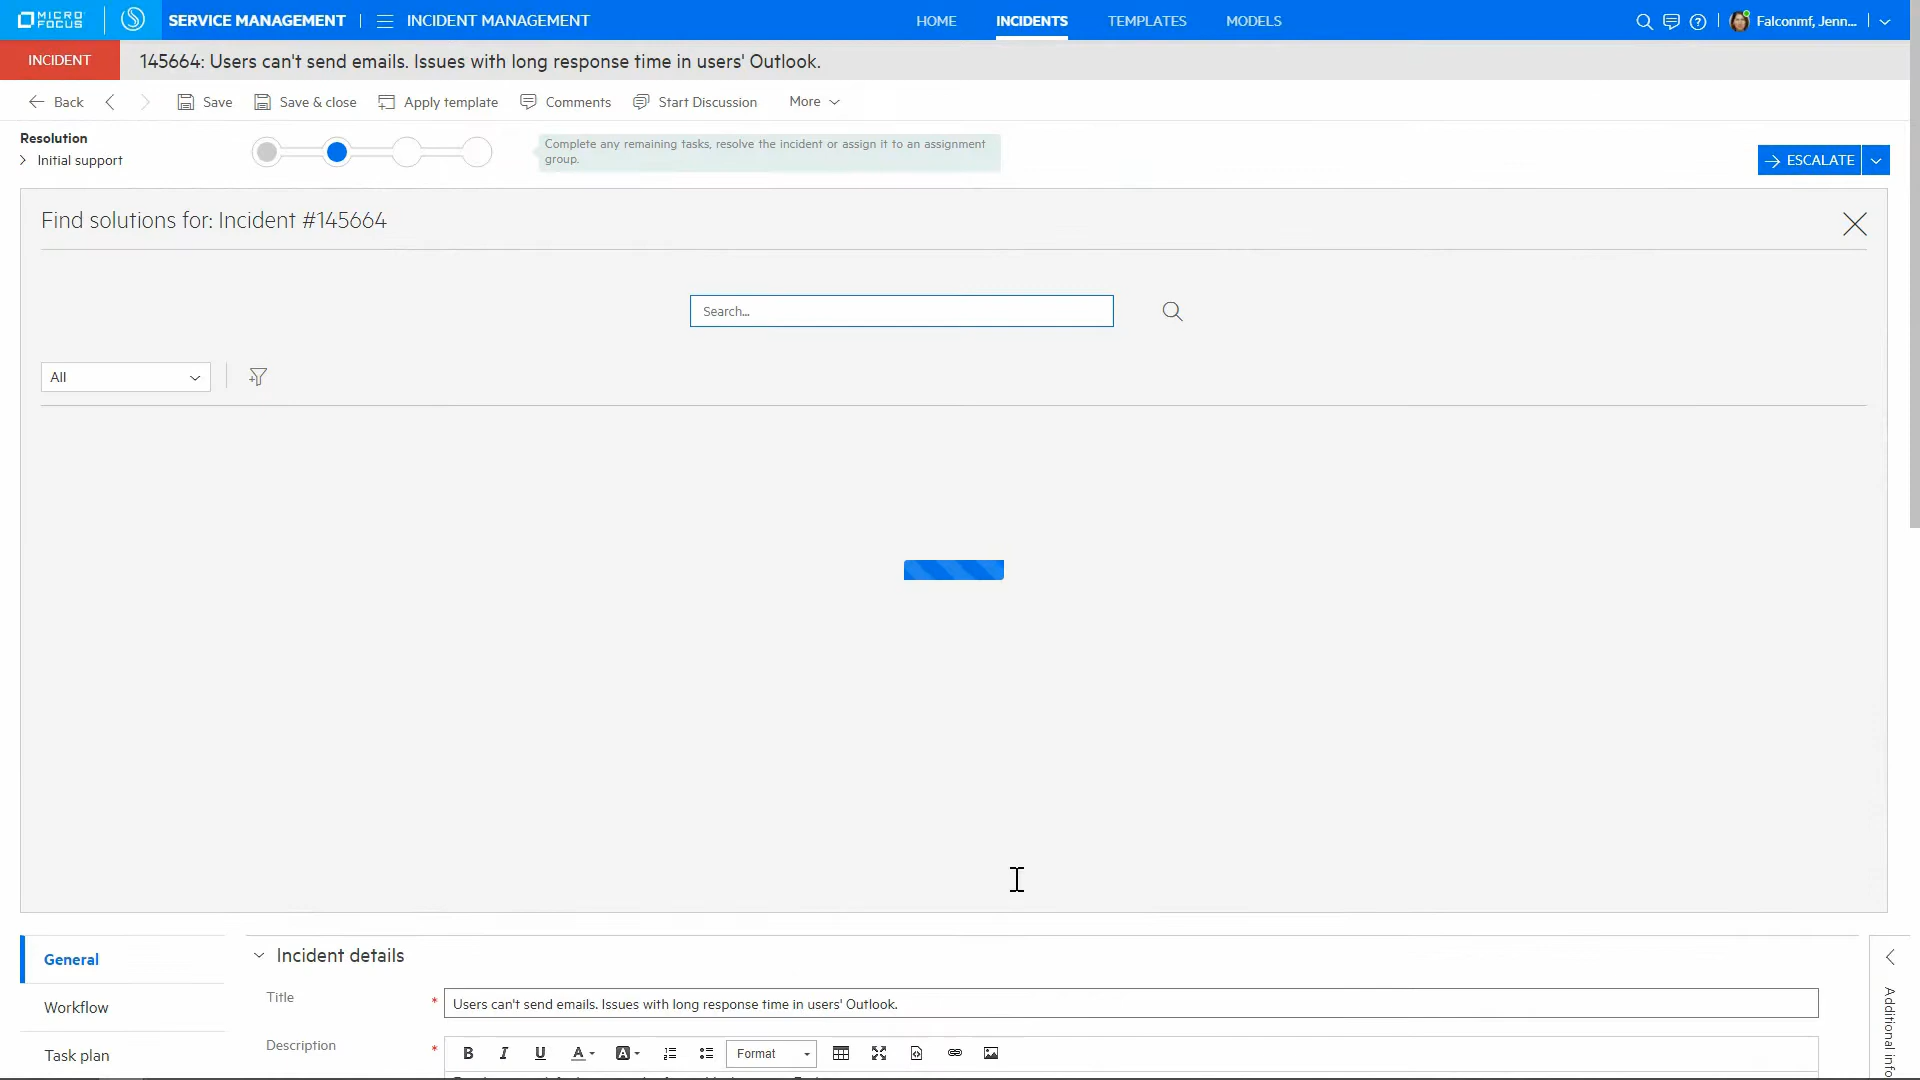 MICRO FOCUS
SERVICE MANAGEMENT
INCIDENT MANAGEMENT
HOME
INCIDENTS
TEMPLATES
MODELS
Falconmf, Jenn...
INCIDENT
145664: Users can't send emails. Issues with long response time in users' Outlook.
Back
Save
Save & close
Apply template
Comments
Start Discussion
More
Resolution
Initial support
Complete any remaining tasks, resolve the incident or assign it to an assignment
group.
ESCALATE
Find solutions for: Incident #145664
Search...
All
General
Workflow
Task plan
Incident details
Title
* Users can't send emails. Issues with long response time in users' Outlook.
Description
*
B I U A A
Format
Additional info